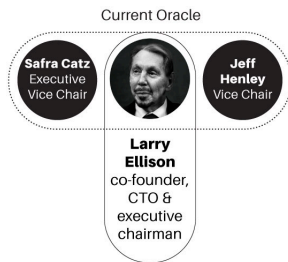 Current Oracle
Safra Catz
Executive
Vice Chair
Jeff
Henley
Vice Chair
Larry
Ellison
co-founder,
CTO &
executive
chairman